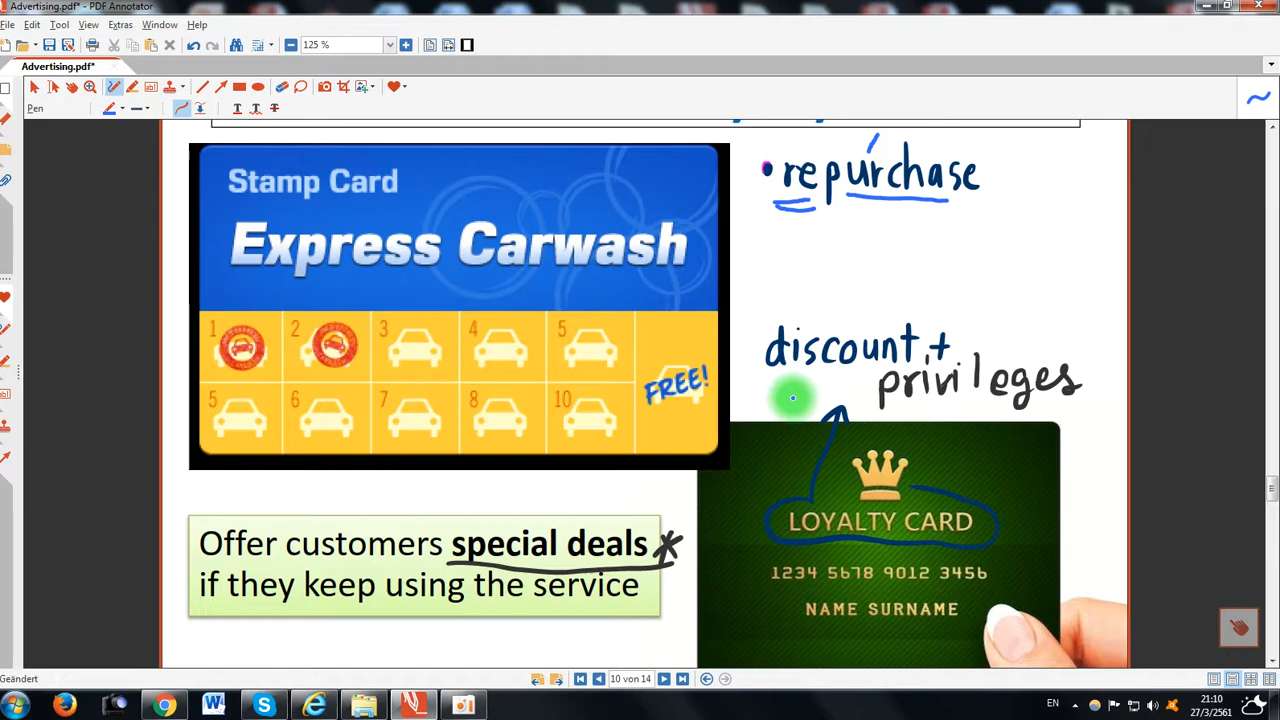 Advertising.pdf* - PDF Annotator
File Edit Tool View Extras Window Help
125 %
Advertising.pdf*
Pen
Stamp Card
Express Carwash
1 2 3 4 5
FREE!
5 6 7 8 10
•repurchase
discount +
privileges
LOYALTY CARD
1234 5678 9012 3456
NAME SURNAME
Offer customers special deals*
if they keep using the service
Geändert
10 von 14
EN
21:10
27/3/2561